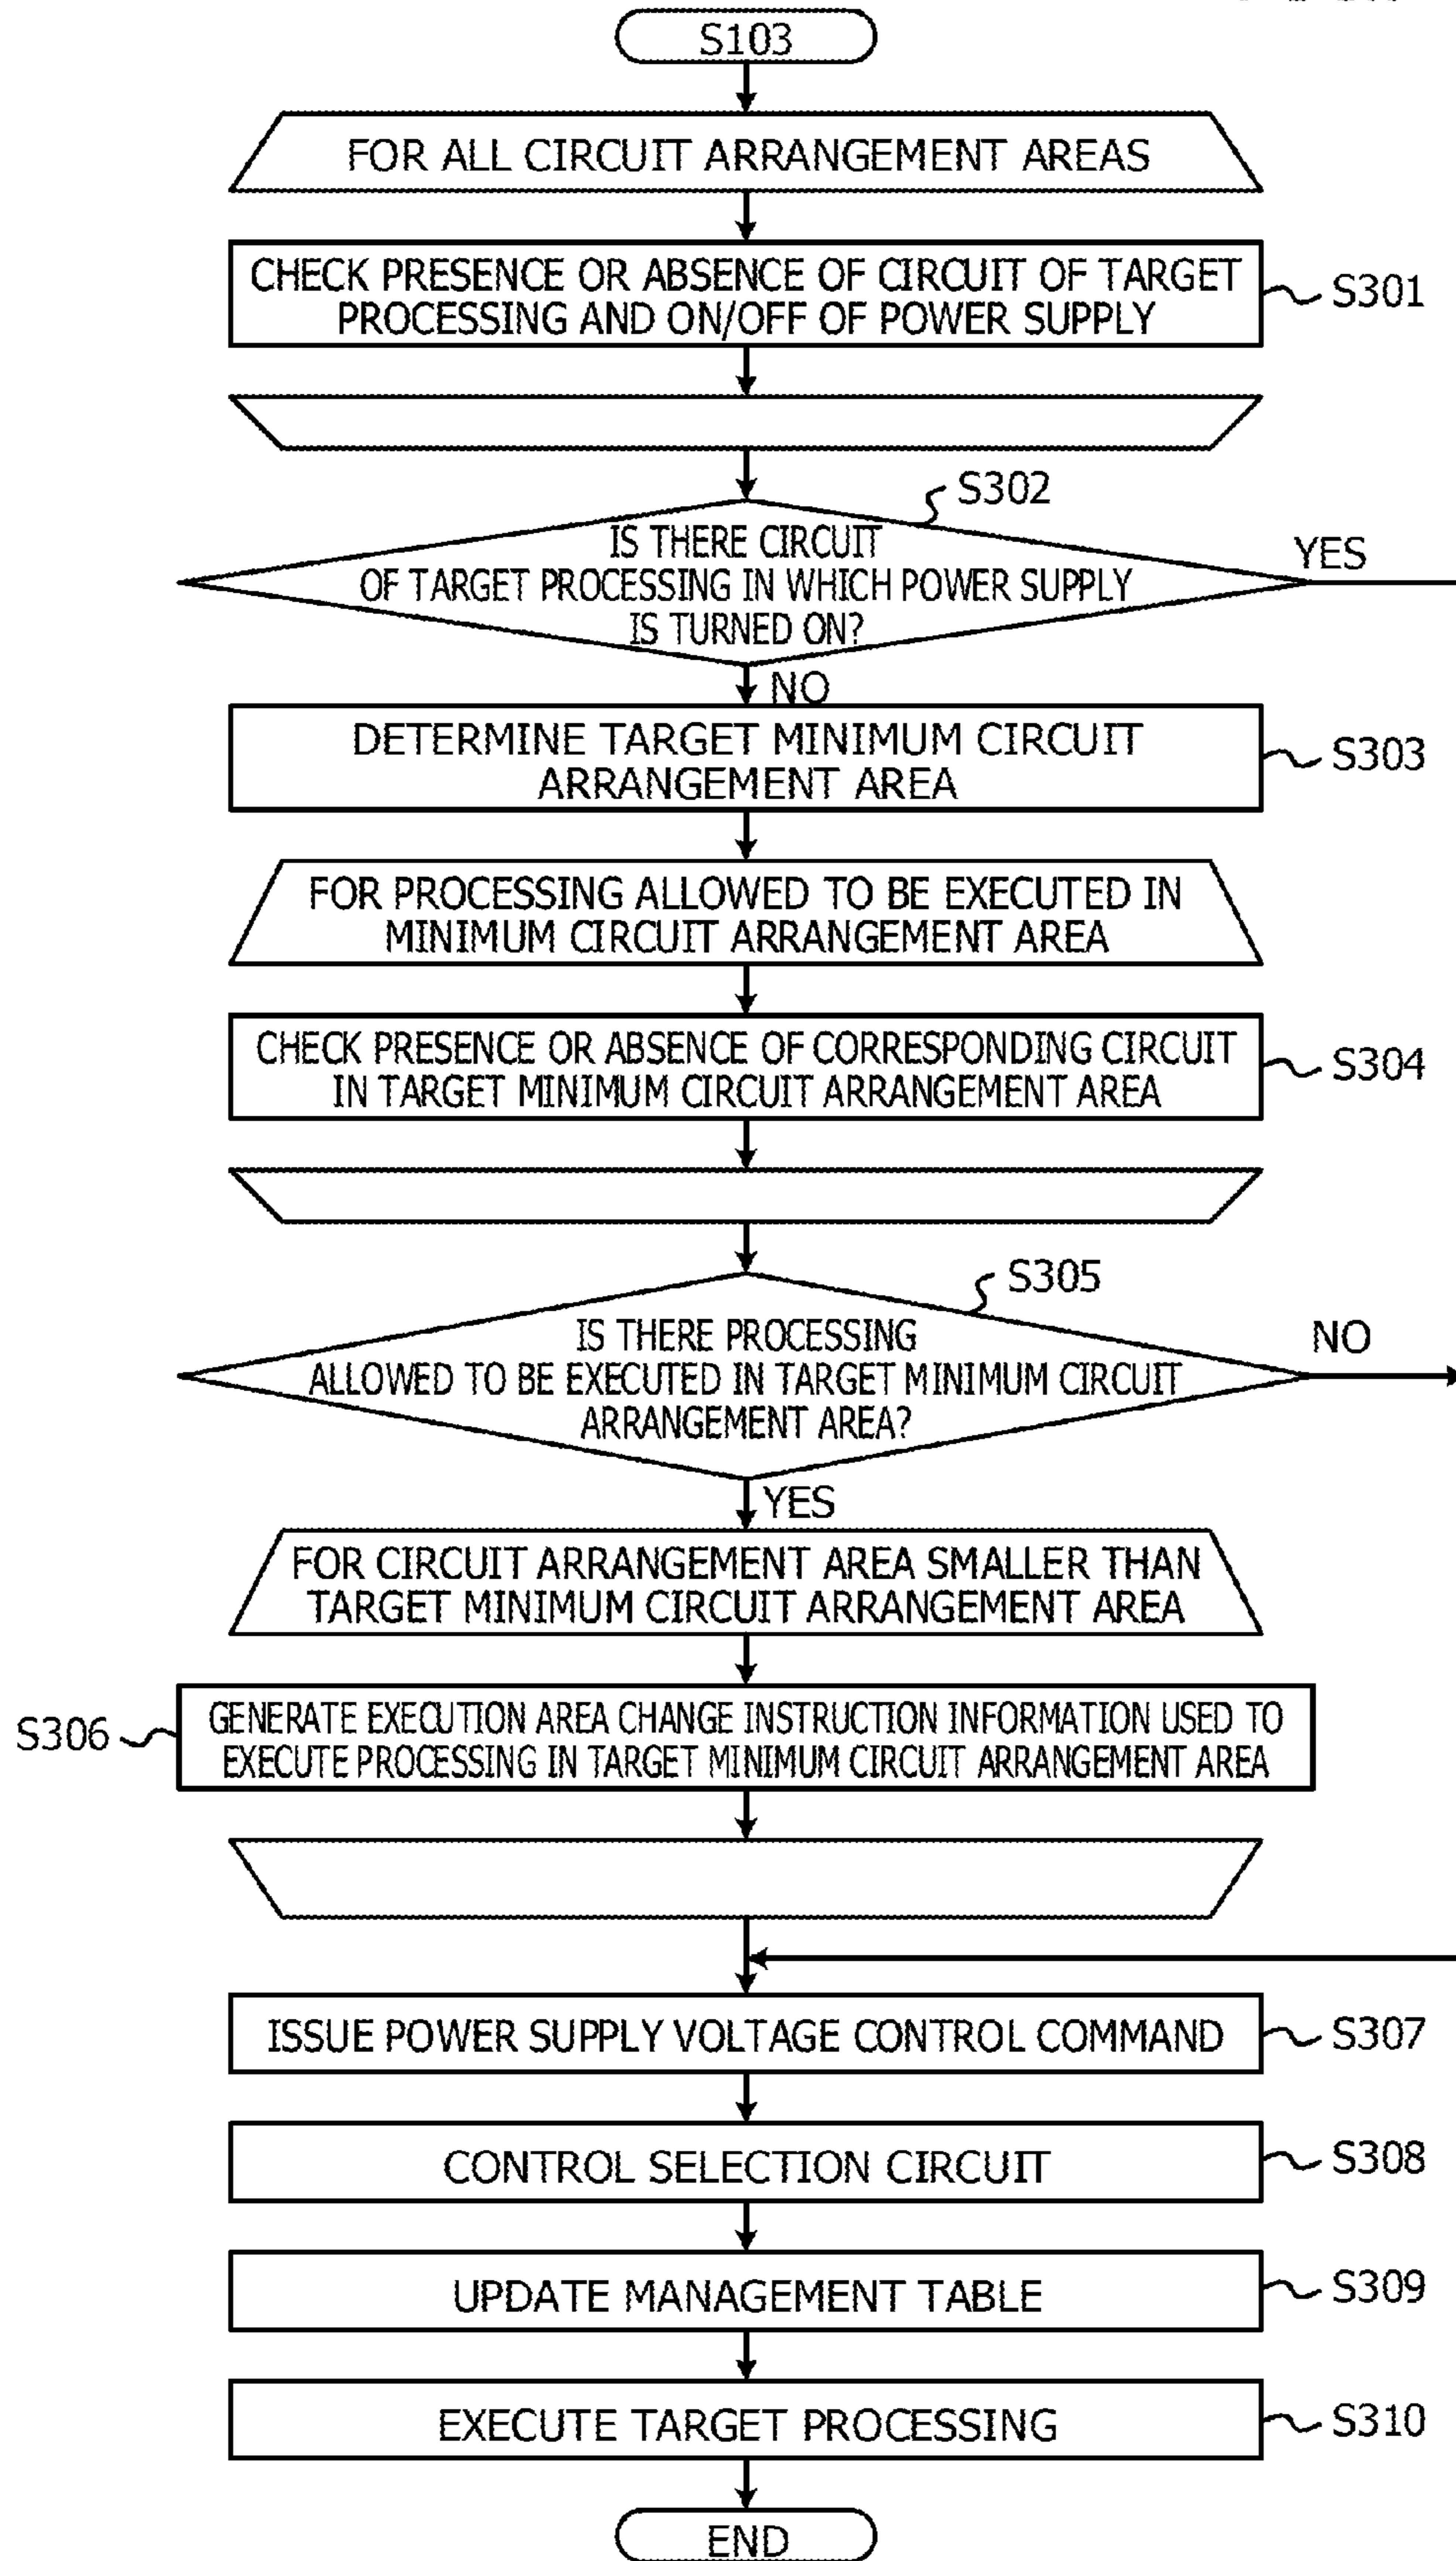 S103
FOR ALL CIRCUIT ARRANGEMENT AREAS
CHECK PRESENCE OR ABSENCE OF CIRCUIT OF TARGET
PROCESSING AND ON/OFF OF POWER SUPPLY
S301
S302
IS THERE CIRCUIT
OF TARGET PROCESSING IN WHICH POWER SUPPLY
IS TURNED ON?
YES
NO
DETERMINE TARGET MINIMUM CIRCUIT
ARRANGEMENT AREA
S303
FOR PROCESSING ALLOWED TO BE EXECUTED IN
MINIMUM CIRCUIT ARRANGEMENT AREA
CHECK PRESENCE OR ABSENCE OF CORRESPONDING CIRCUIT
IN TARGET MINIMUM CIRCUIT ARRANGEMENT AREA
S304
S305
IS THERE PROCESSING
ALLOWED TO BE EXECUTED IN TARGET MINIMUM CIRCUIT
ARRANGEMENT AREA?
NO
YES
FOR CIRCUIT ARRANGEMENT AREA SMALLER THAN
TARGET MINIMUM CIRCUIT ARRANGEMENT AREA
S306
GENERATE EXECUTION AREA CHANGE INSTRUCTION INFORMATION USED TO
EXECUTE PROCESSING IN TARGET MINIMUM CIRCUIT ARRANGEMENT AREA
ISSUE POWER SUPPLY VOLTAGE CONTROL COMMAND
S307
CONTROL SELECTION CIRCUIT
S308
UPDATE MANAGEMENT TABLE
S309
EXECUTE TARGET PROCESSING
S310
END